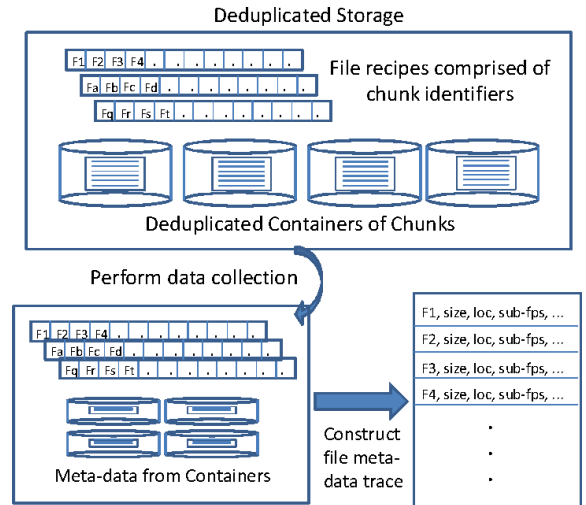 Deduplicated Storage
F1 F2 F3 F4 . . . . . . .
Fa Fb Fc Fd . . . . . . .
Fq Fr Fs Ft . . . . . . .
File recipes comprised of
chunk identifiers
Deduplicated Containers of Chunks
Perform data collection
F1 F2 F3 F4 . . . . . . .
Fa Fb Fc Fd . . . . . . .
Fq Fr Fs Ft . . . . . . .
Meta-data from Containers
Construct
file meta-
data trace
F1, size, loc, sub-fps, ...
F2, size, loc, sub-fps, ...
F3, size, loc, sub-fps, ...
F4, size, loc, sub-fps, ...
.
.
.